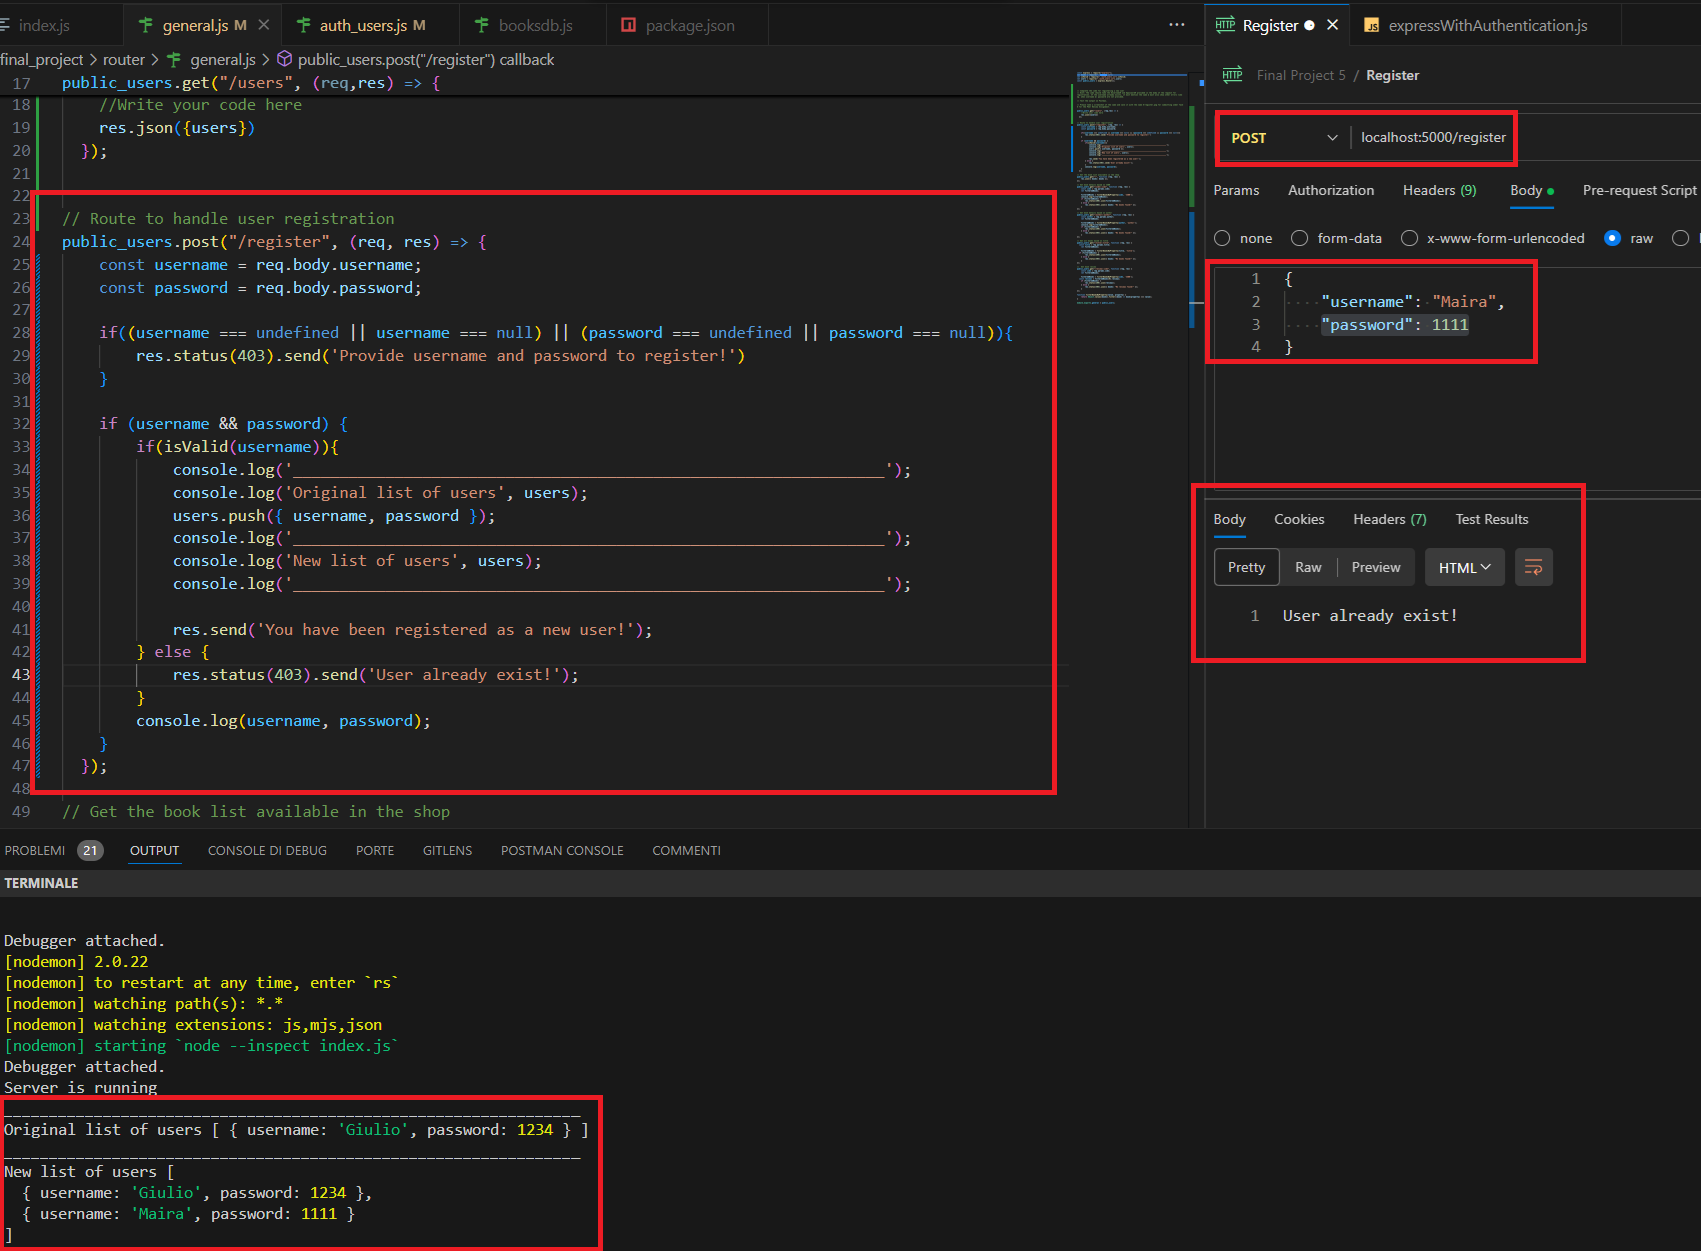 index.js
general.js M
auth_users.js M
booksdb.js
package.json
...
HTTP Register
JS expressWithAuthentication.js
final_project > router > general.js > public_users.post("/register") callback
17 public_users.get("/users", (req,res) => {
18 //Write your code here
19 res.json({users})
20 });
21
22
23 // Route to handle user registration
24 public_users.post("/register", (req, res) => {
25 const username = req.body.username;
26 const password = req.body.password;
27
28 if((username === undefined || username === null) || (password === undefined || password === null)){
29 res.status(403).send('Provide username and password to register!')
30 }
31
32 if (username && password) {
33 if(isValid(username)){
34 console.log('________________________________________________________________');
35 console.log('Original list of users', users);
36 users.push({ username, password });
37 console.log('________________________________________________________________');
38 console.log('New list of users', users);
39 console.log('________________________________________________________________');
40
41 res.send('You have been registered as a new user!');
42 } else {
43 res.status(403).send('User already exist!');
44 }
45 console.log(username, password);
46 }
47 });
48
49 // Get the book list available in the shop
HTTP Final Project 5 / Register
POST localhost:5000/register
Params Authorization Headers (9) Body Pre-request Script
none form-data x-www-form-urlencoded raw
1 {
2 "username": "Maira",
3 "password": 1111
4 }
Body Cookies Headers (7) Test Results
Pretty Raw Preview HTML
1 User already exist!
PROBLEMI 21 OUTPUT CONSOLE DI DEBUG PORTE GITLENS POSTMAN CONSOLE COMMENTI
TERMINALE
Debugger attached.
[nodemon] 2.0.22
[nodemon] to restart at any time, enter `rs`
[nodemon] watching path(s): *.*
[nodemon] watching extensions: js,mjs,json
[nodemon] starting `node --inspect index.js`
Debugger attached.
Server is running
________________________________________________________________
Original list of users [ { username: 'Giulio', password: 1234 } ]
________________________________________________________________
New list of users [
{ username: 'Giulio', password: 1234 },
{ username: 'Maira', password: 1111 }
]